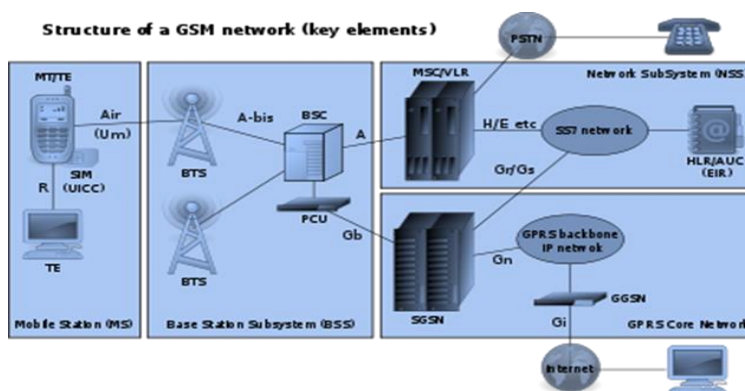 Structure of a GSM network (key elements)
PSTN
MT/TE
Air
(Um)
SIM
(UICC)
R
TE
Mobile Station (MS)
BTS
A-bis
BSC
BTS
PCU
Gb
Base Station Subsystem (BSS)
A
MSC/VLR
Network SubSystem (NSS)
H/E etc
SS7 network
HLR/AUC
(EIR)
Gr/Gs
SGSN
Gn
GPRS backbone
IP netwok
GGSN
Gi
GPRS Core Network
Internet